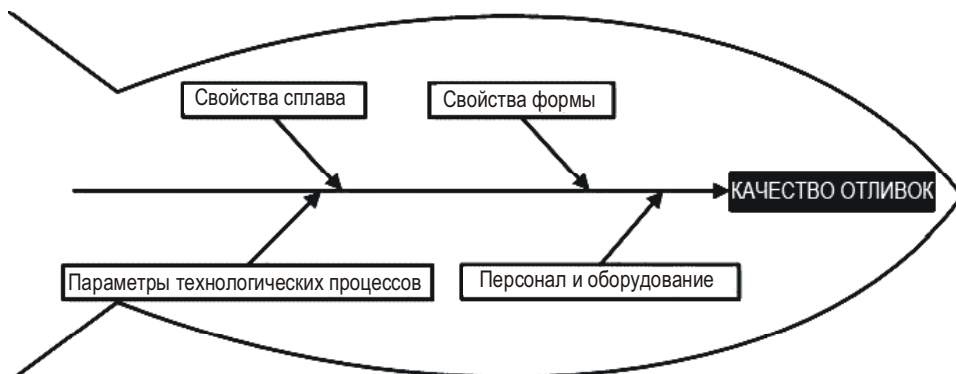 Свойства сплава
Свойства формы
КАЧЕСТВО ОТЛИВОК
Параметры технологических процессов
Персонал и оборудование